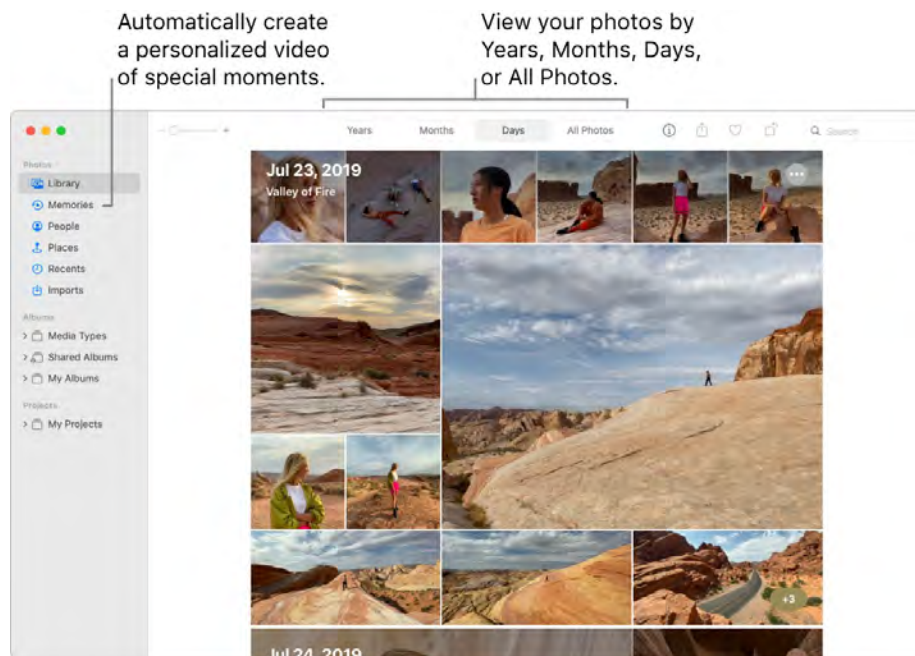 Automatically create
a personalized video
of special moments.
View your photos by
Years, Months, Days,
or All Photos.
Years Months Days All Photos Search
Photos
Library
Memories
People
Places
Recents
Imports
Albums
Media Types
Shared Albums
My Albums
Projects
My Projects
Jul 23, 2019
Valley of Fire
+3
Jul 24, 2019